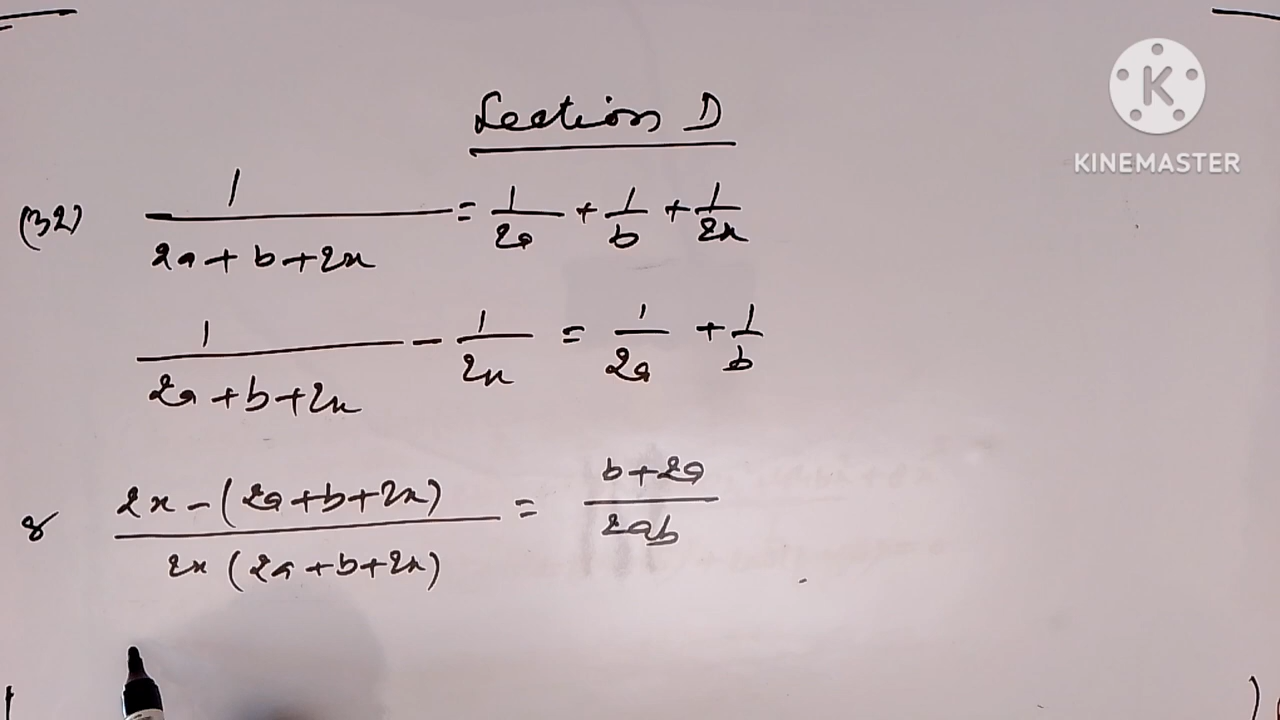 K
KINEMASTER
Section D
(32) 1/(2a+b+2x) = 1/2a + 1/b + 1/2x
1/(2a+b+2x) - 1/2x = 1/2a + 1/b
(2x-(2a+b+2x))/(2x(2a+b+2x)) = (b+2a)/2ab